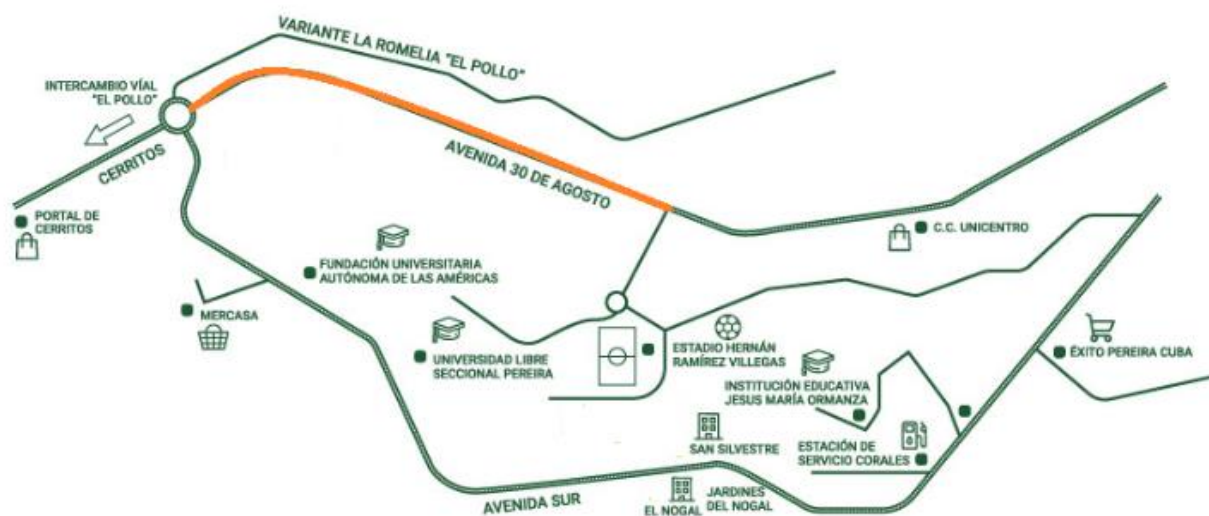 VARIANTE LA ROMELIA "EL POLLO"
INTERCAMBIO VÍAL
"EL POLLO"
CERRITOS
AVENIDA 30 DE AGOSTO
PORTAL DE
CERRITOS
C.C. UNICENTRO
FUNDACIÓN UNIVERSITARIA
AUTÓNOMA DE LAS AMÉRICAS
MERCASA
UNIVERSIDAD LIBRE
SECCIONAL PEREIRA
ESTADIO HERNÁN
RAMÍREZ VILLEGAS
ÉXITO PEREIRA CUBA
INSTITUCIÓN EDUCATIVA
JESUS MARÍA ORMANZA
SAN SILVESTRE
ESTACIÓN DE
SERVICIO CORALES
AVENIDA SUR
EL NOGAL
JARDINES
DEL NOGAL